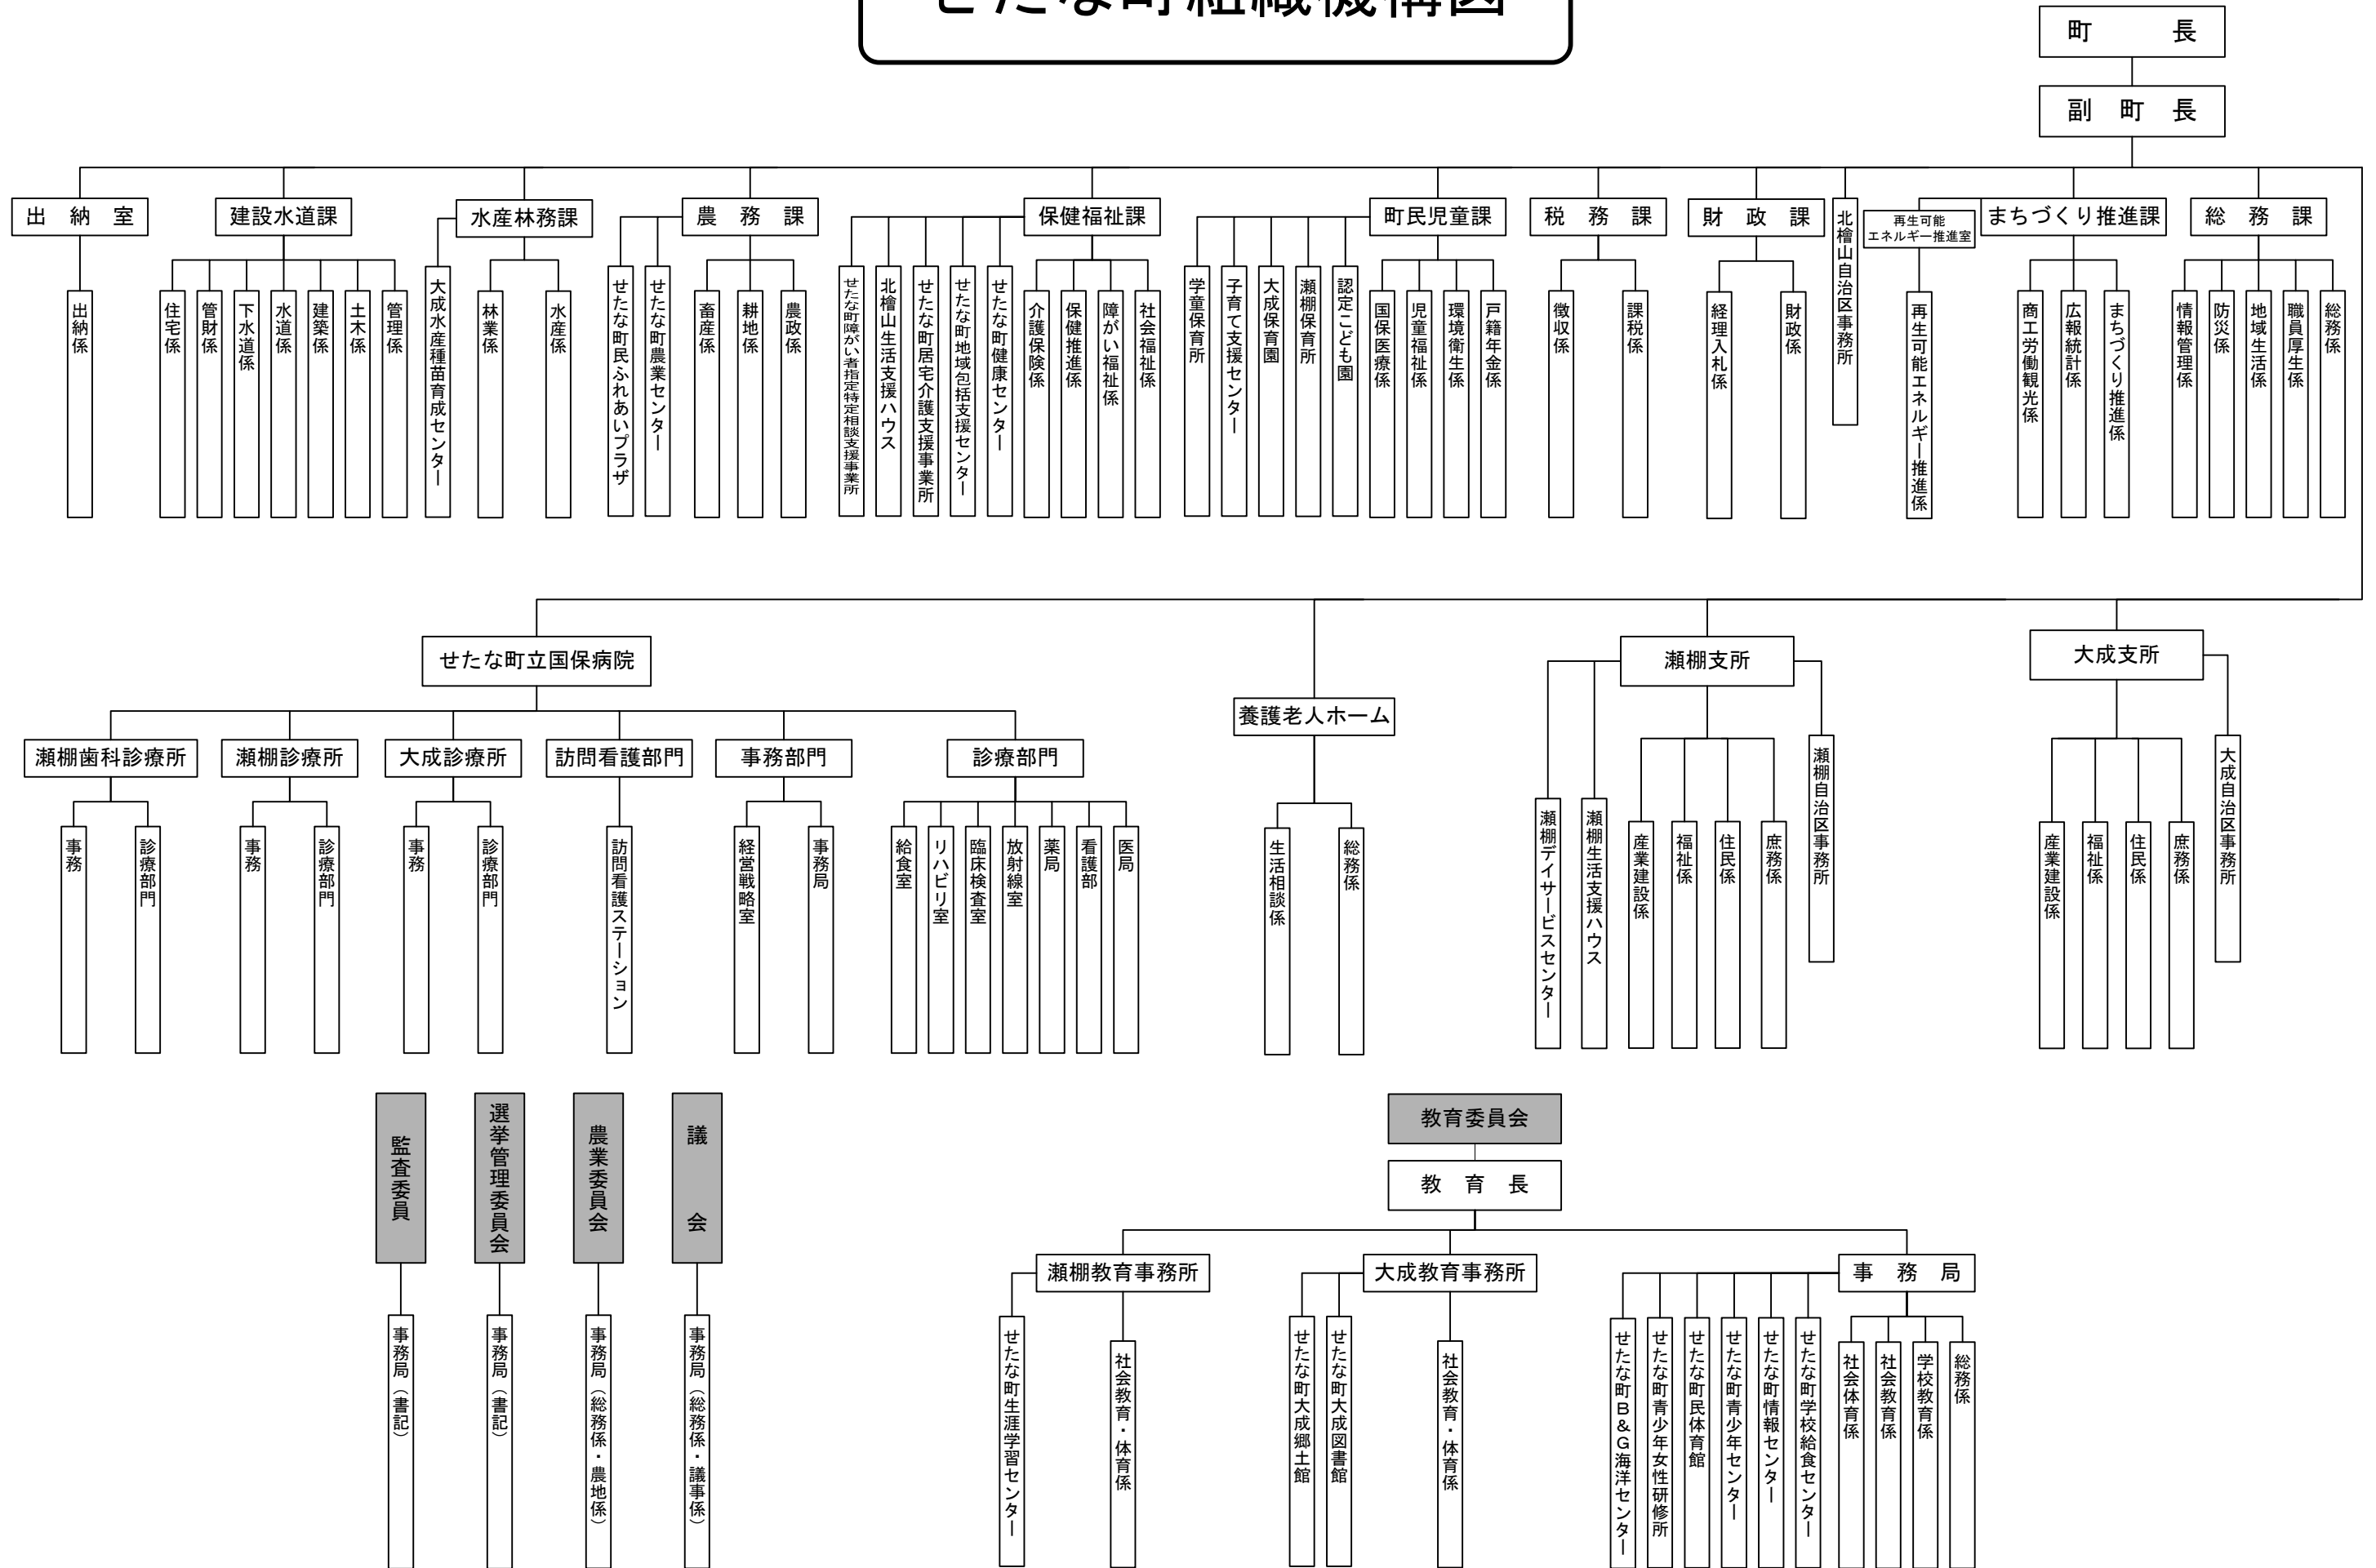 せたな町組織機構図
町　長
副　町　長
出　納　室
建設水道課
水産林務課
農　務　課
保健福祉課
町民児童課
税　務　課
財　政　課
北檜山自治区事務所
再生可能
エネルギー推進室
まちづくり推進課
総　務　課
出納係
住宅係
管財係
下水道係
水道係
建築係
土木係
管理係
大成水産種苗育成センター
林業係
水産係
せたな町民ふれあいプラザ
せたな町農業センター
畜産係
耕地係
農政係
せたな町障がい者指定特定相談支援事業所
北檜山生活支援ハウス
せたな町居宅介護支援事業所
せたな町地域包括支援センター
せたな町健康センター
介護保険係
保健推進係
障がい福祉係
社会福祉係
学童保育所
子育て支援センター
大成保育園
瀬棚保育所
認定こども園
国保医療係
児童福祉係
環境衛生係
戸籍年金係
徴収係
課税係
経理入札係
財政係
再生可能エネルギー推進係
商工労働観光係
広報統計係
まちづくり推進係
情報管理係
防災係
地域生活係
職員厚生係
総務係
せたな町立国保病院
養護老人ホーム
瀬棚支所
大成支所
瀬棚歯科診療所
瀬棚診療所
大成診療所
訪問看護部門
事務部門
診療部門
事務
診療部門
事務
診療部門
事務
診療部門
訪問看護ステーション
経営戦略室
事務局
給食室
リハビリ室
臨床検査室
放射線室
薬局
看護部
医局
生活相談係
総務係
瀬棚デイサービスセンター
瀬棚生活支援ハウス
産業建設係
福祉係
住民係
庶務係
瀬棚自治区事務所
産業建設係
福祉係
住民係
庶務係
大成自治区事務所
監査委員
選挙管理委員会
農業委員会
議　会
事務局（書記）
事務局（書記）
事務局（総務係・農地係）
事務局（総務係・議事係）
教育委員会
教　育　長
瀬棚教育事務所
大成教育事務所
事　務　局
せたな町生涯学習センター
社会教育・体育係
せたな町大成郷土館
せたな町大成図書館
社会教育・体育係
せたな町Ｂ＆Ｇ海洋センター
せたな町青少年女性研修所
せたな町民体育館
せたな町青少年センター
せたな町情報センター
せたな町学校給食センター
社会体育係
社会教育係
学校教育係
総務係